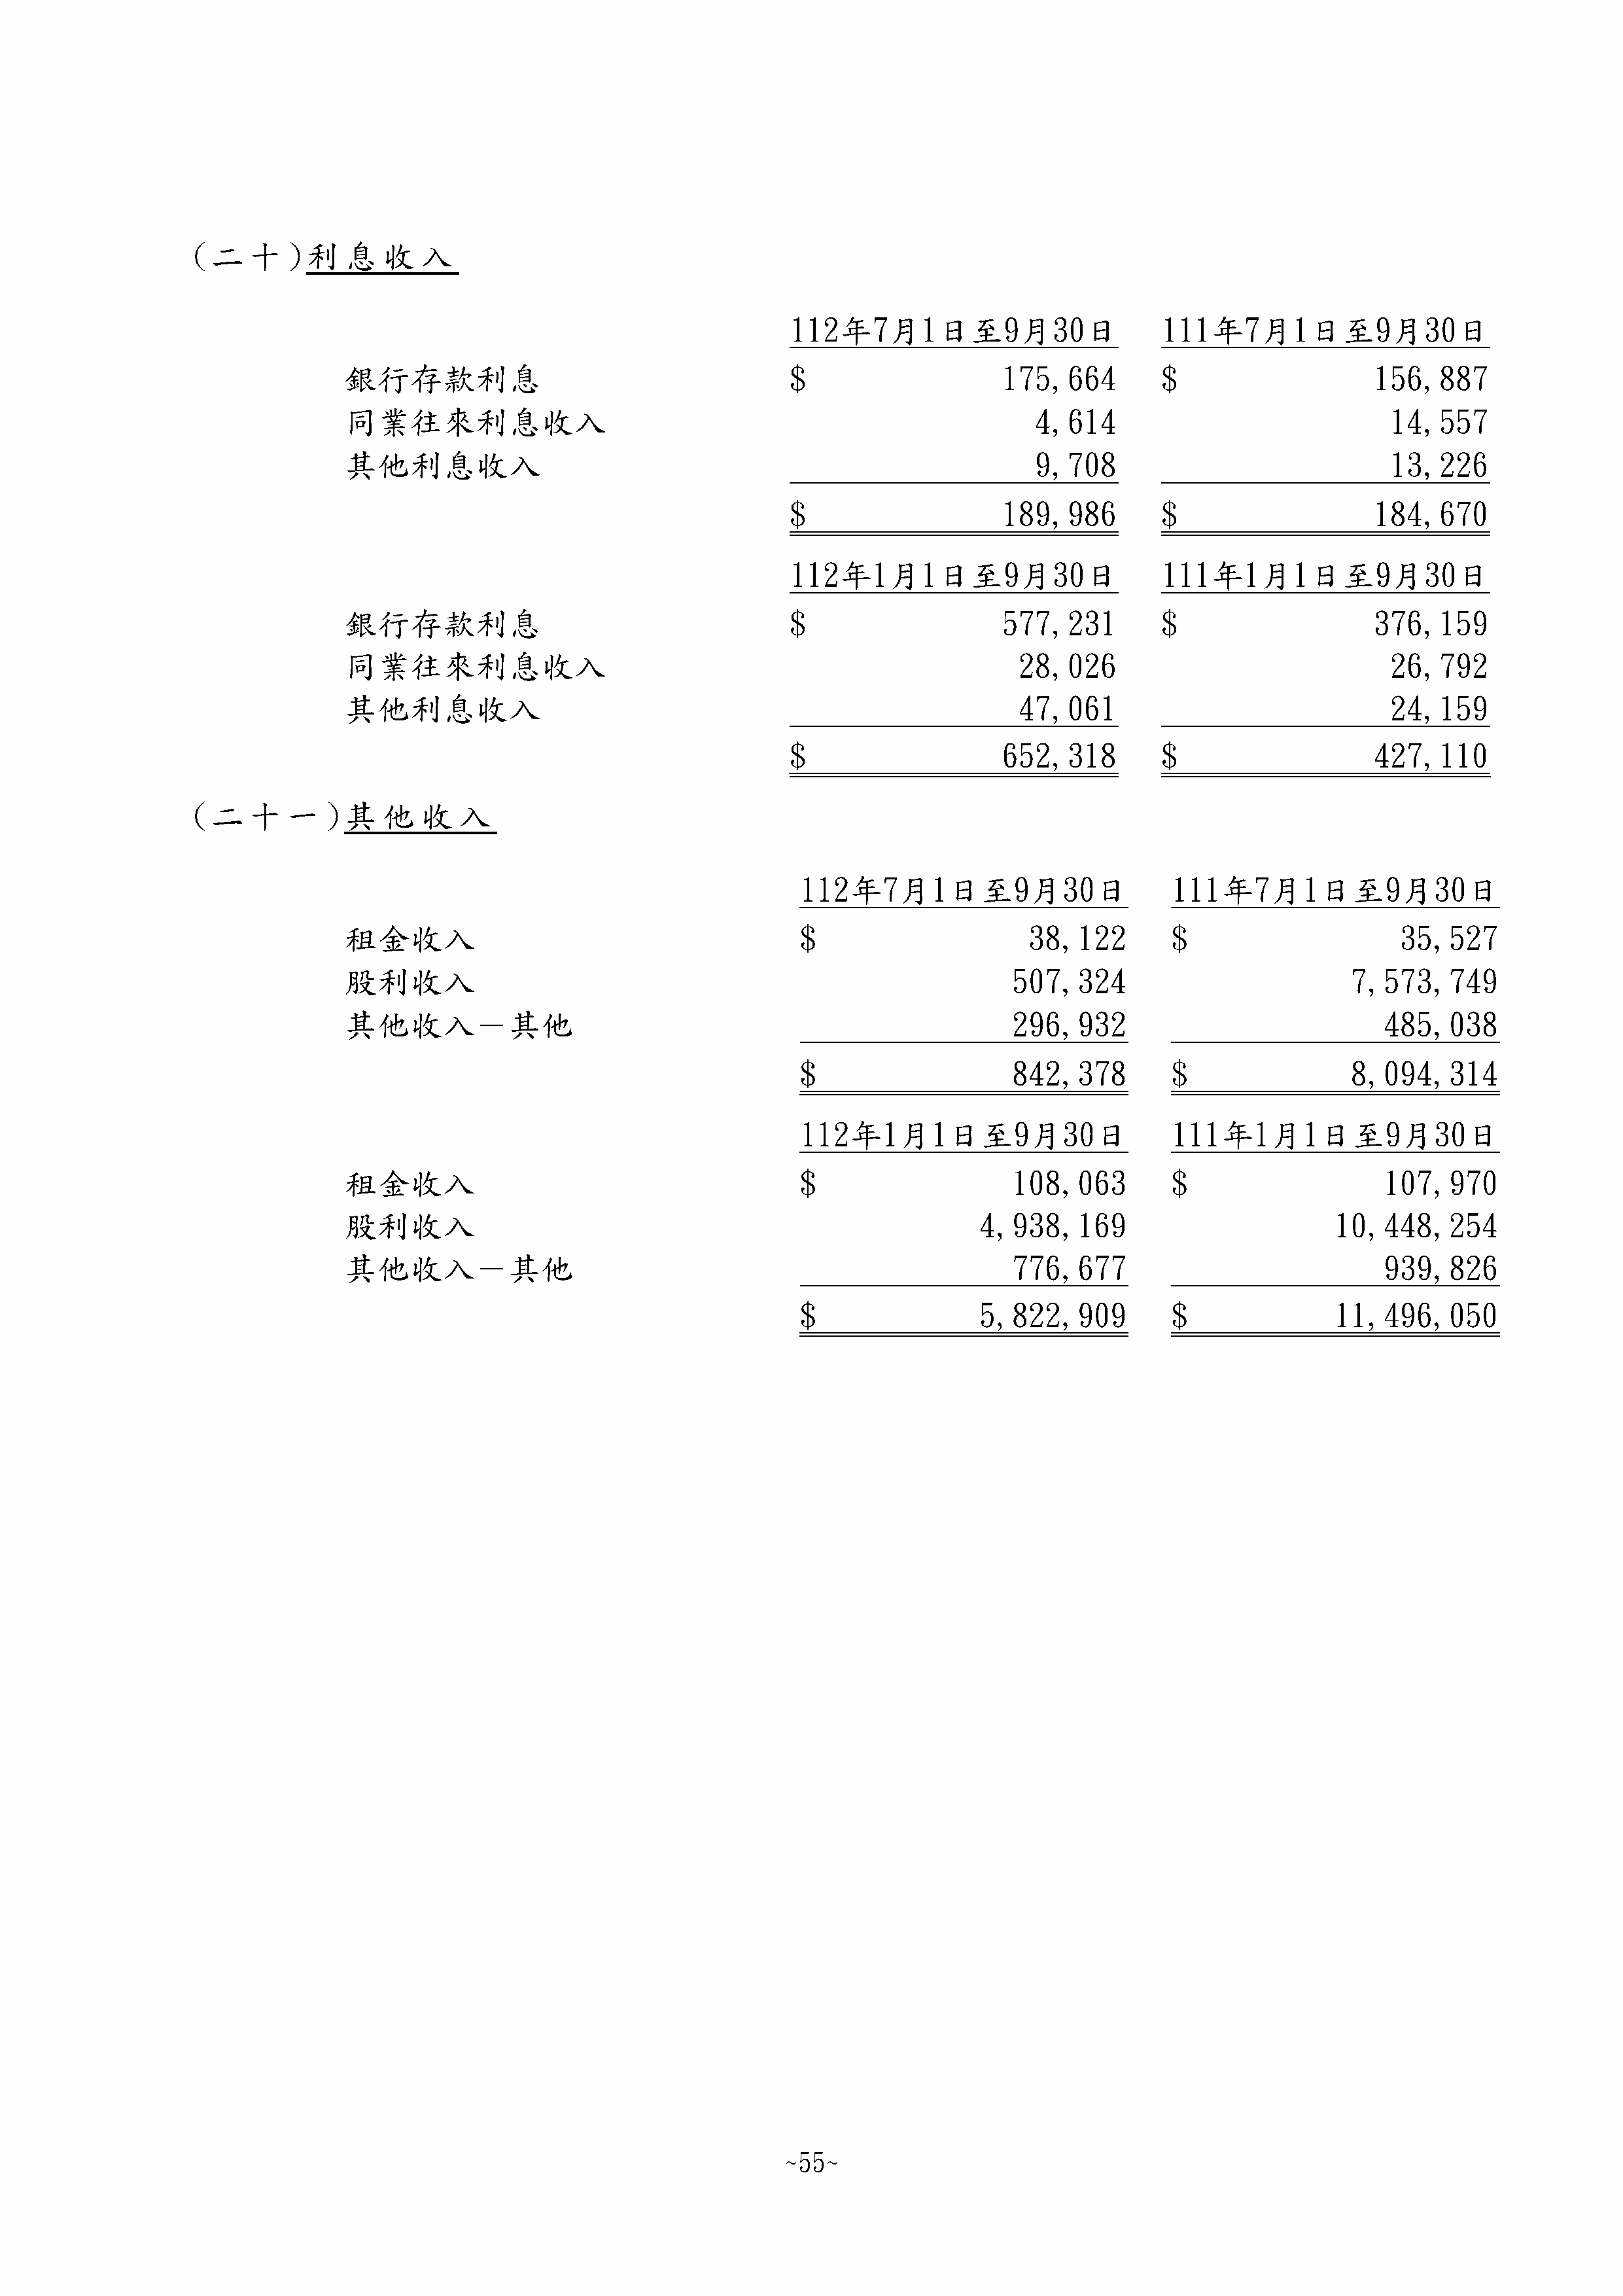 (二十)利息收入
112年7月1日至9月30日 111年7月1日至9月30日
銀行存款利息 $ 175,664 $ 156,887
同業往來利息收入 4,614 14,557
其他利息收入 9,708 13,226
$ 189,986 $ 184,670
112年1月1日至9月30日 111年1月1日至9月30日
銀行存款利息 $ 577,231 $ 376,159
同業往來利息收入 28,026 26,792
其他利息收入 47,061 24,159
$ 652,318 $ 427,110
(二十一)其他收入
112年7月1日至9月30日 111年7月1日至9月30日
租金收入 $ 38,122 $ 35,527
股利收入 507,324 7,573,749
其他收入－其他 296,932 485,038
$ 842,378 $ 8,094,314
112年1月1日至9月30日 111年1月1日至9月30日
租金收入 $ 108,063 $ 107,970
股利收入 4,938,169 10,448,254
其他收入－其他 776,677 939,826
$ 5,822,909 $ 11,496,050
~55~